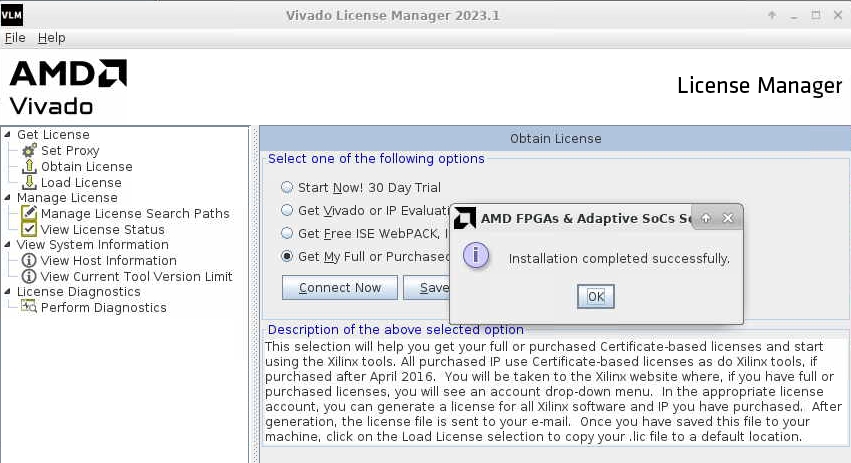 VLM
Vivado License Manager 2023.1
File Help
AMD
Vivado
License Manager
Get License
Set Proxy
Obtain License
Load License
Manage License
Manage License Search Paths
View License Status
View System Information
View Host Information
View Current Tool Version Limit
License Diagnostics
Perform Diagnostics
Obtain License
Select one of the following options
Start Now! 30 Day Trial
Get Vivado or IP Evaluati
Get Free ISE WebPACK, I
Get My Full or Purchased
Connect Now
Save
AMD FPGAs & Adaptive SoCs Se
Installation completed successfully.
OK
Description of the above selected option
This selection will help you get your full or purchased Certificate-based licenses and start
using the Xilinx tools. All purchased IP use Certificate-based licenses as do Xilinx tools, if
purchased after April 2016.  You will be taken to the Xilinx website where, if you have full or
purchased licenses, you will see an account drop-down menu.  In the appropriate license
account, you can generate a license for all Xilinx software and IP you have purchased.  After
generation, the license file is sent to your e-mail.  Once you have saved this file to your
machine, click on the Load License selection to copy your .lic file to a default location.